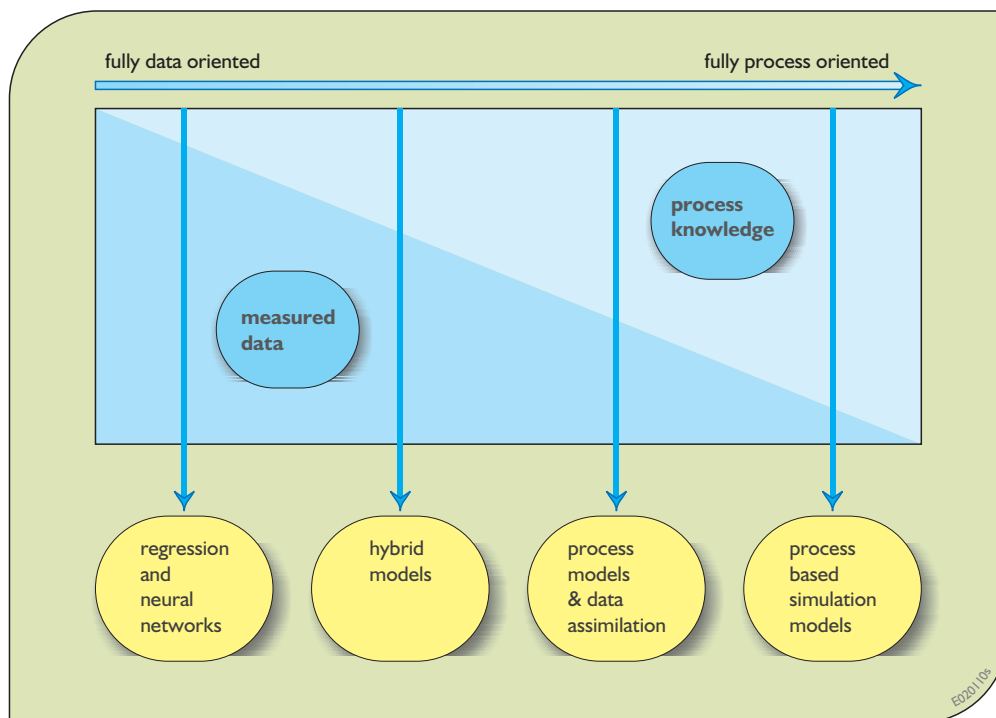 fully data oriented
fully process oriented
process
knowledge
measured
data
regression
and
neural
networks
hybrid
models
process
models
& data
assimilation
process
based
simulation
models
E020110s